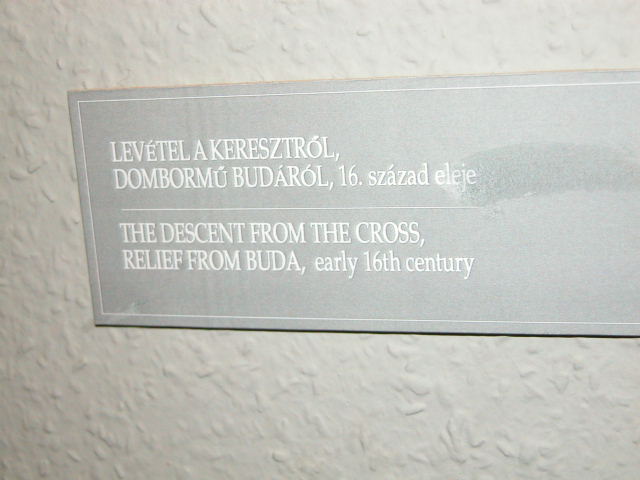 LEVÉTEL A KERESZTRŐL,
DOMBORMŰ BUDÁRÓL, 16. század eleje
THE DESCENT FROM THE CROSS,
RELIEF FROM BUDA, early 16th century